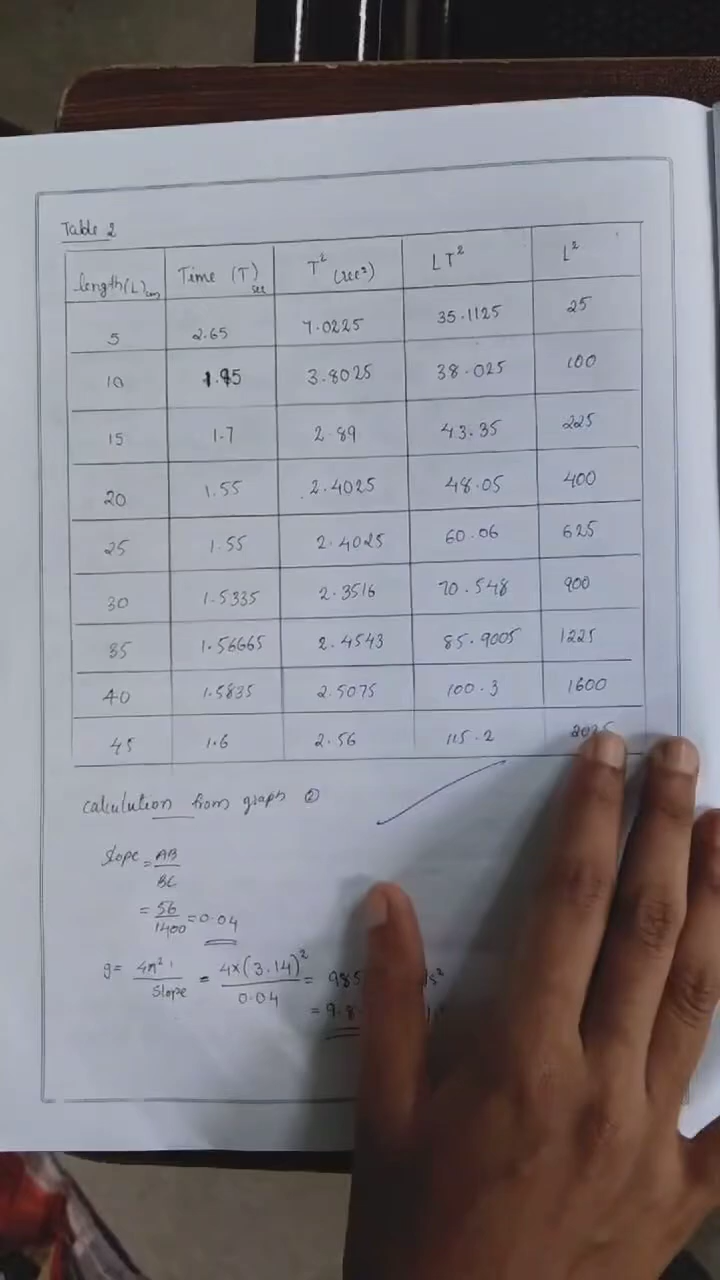 Table 2
length(L)cm Time (T)sec T² (sec²) LT² L²
5 2.65 7.0225 35.1125 25
10 1.95 3.8025 38.025 100
15 1.7 2.89 43.35 225
20 1.55 2.4025 48.05 400
25 1.55 2.4025 60.06 625
30 1.5335 2.3516 70.548 900
35 1.56665 2.4543 85.9005 1225
40 1.5835 2.5075 100.3 1600
45 1.6 2.56 115.2 2025
Calculution from graph ②
Slope = AB/BC
= 56/1400 = 0.04
g = 4π²/Slope = 4×(3.14)²/0.04 = 985
= 9.8